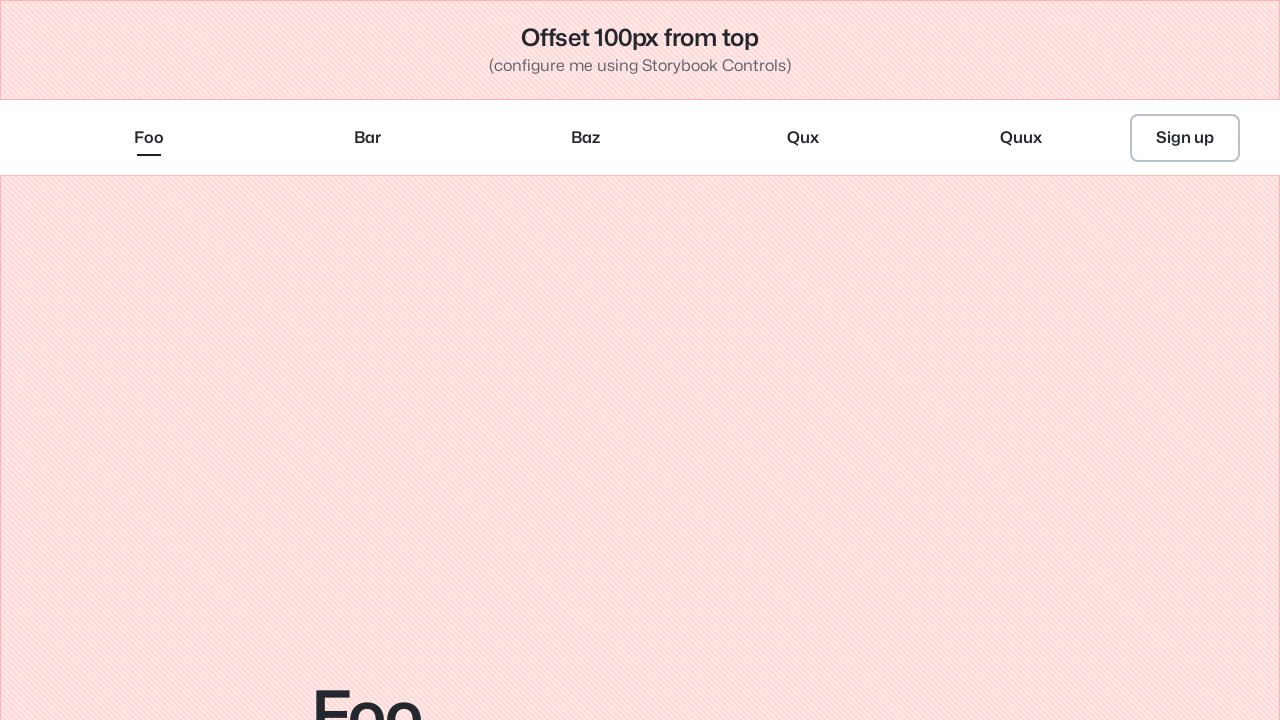 Offset 100px from top
(configure me using Storybook Controls)
Foo Bar Baz Qux Quux Sign up
Foo